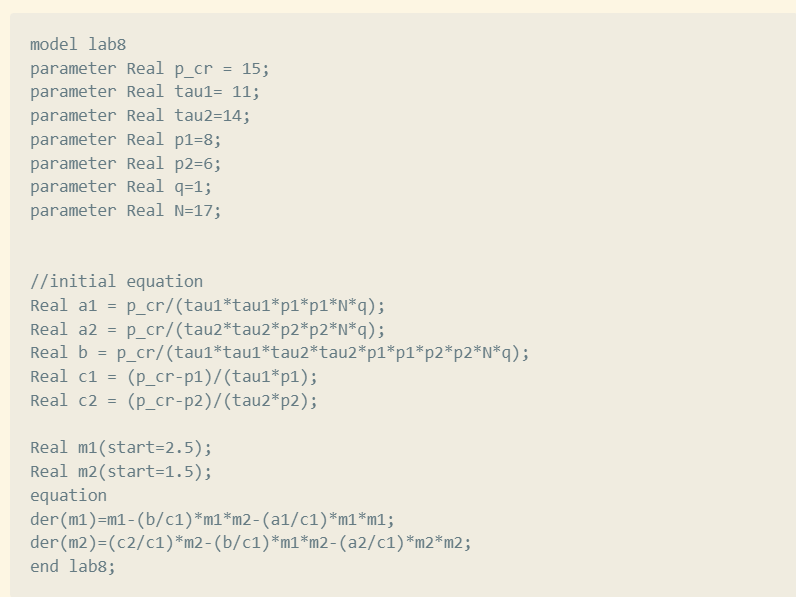 model lab8
parameter Real p_cr = 15;
parameter Real tau1= 11;
parameter Real tau2=14;
parameter Real p1=8;
parameter Real p2=6;
parameter Real q=1;
parameter Real N=17;
//initial equation
Real a1 = p_cr/(tau1*tau1*p1*p1*N*q);
Real a2 = p_cr/(tau2*tau2*p2*p2*N*q);
Real b = p_cr/(tau1*tau1*tau2*tau2*p1*p1*p2*p2*N*q);
Real c1 = (p_cr-p1)/(tau1*p1);
Real c2 = (p_cr-p2)/(tau2*p2);
Real m1(start=2.5);
Real m2(start=1.5);
equation
der(m1)=m1-(b/c1)*m1*m2-(a1/c1)*m1*m1;
der(m2)=(c2/c1)*m2-(b/c1)*m1*m2-(a2/c1)*m2*m2;
end lab8;